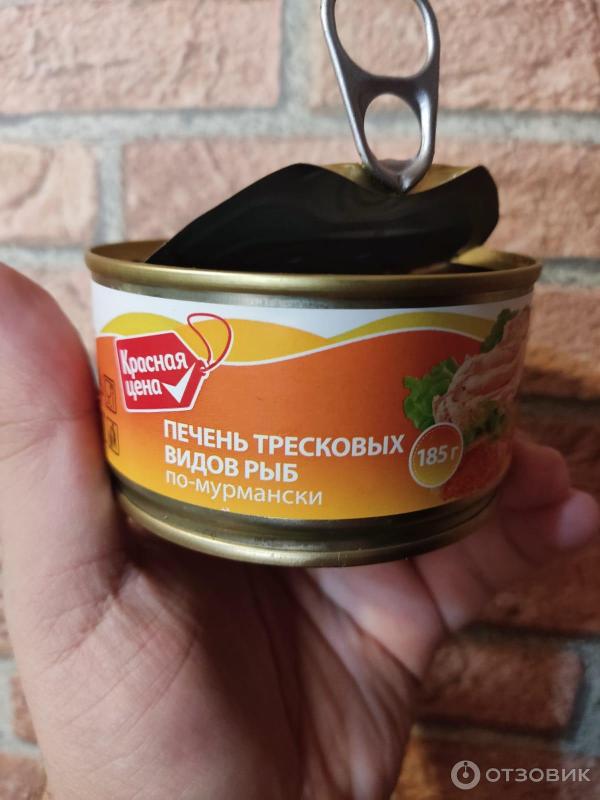 Красная
цена
ПЕЧЕНЬ ТРЕСКОВЫХ
ВИДОВ РЫБ
по-мурмански
185 г
ОТЗОВИК